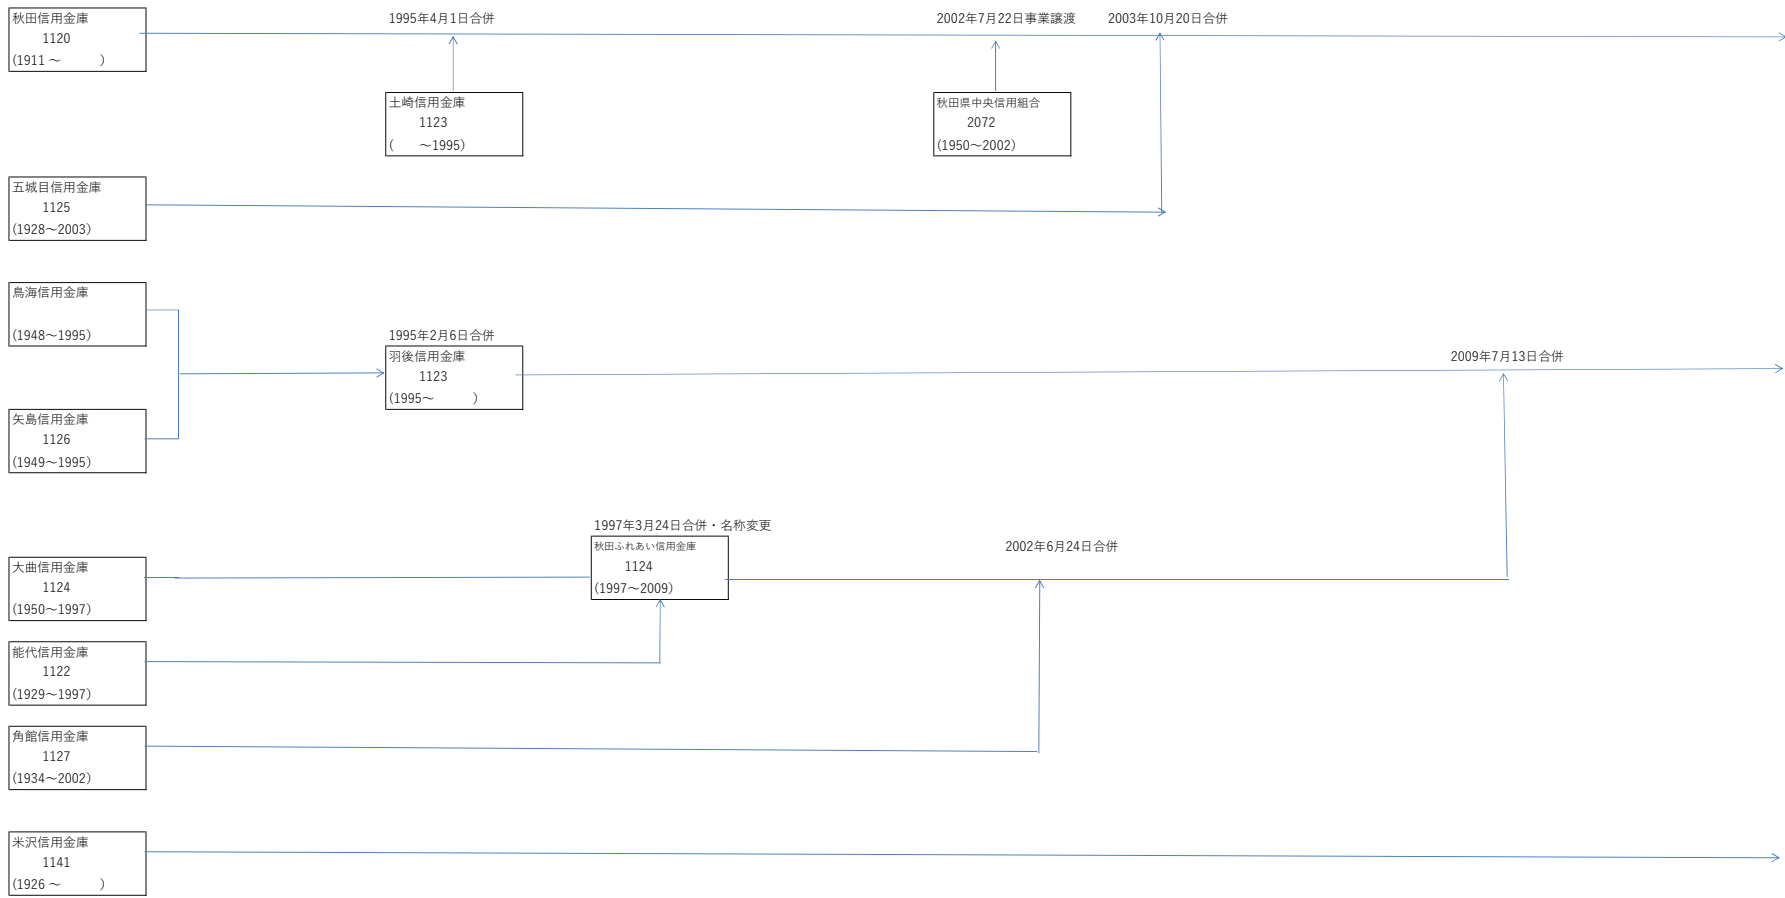 秋田信用金庫
1120
(1911 ～　　　)
1995年4月1日合併
2002年7月22日事業譲渡
2003年10月20日合併
土崎信用金庫
1123
(　　～1995)
秋田県中央信用組合
2072
(1950～2002)
五城目信用金庫
1125
(1928～2003)
鳥海信用金庫
(1948～1995)
1995年2月6日合併
羽後信用金庫
1123
(1995～　　　)
2009年7月13日合併
矢島信用金庫
1126
(1949～1995)
1997年3月24日合併・名称変更
秋田ふれあい信用金庫
1124
(1997～2009)
2002年6月24日合併
大曲信用金庫
1124
(1950～1997)
能代信用金庫
1122
(1929～1997)
角館信用金庫
1127
(1934～2002)
米沢信用金庫
1141
(1926 ～　　　)